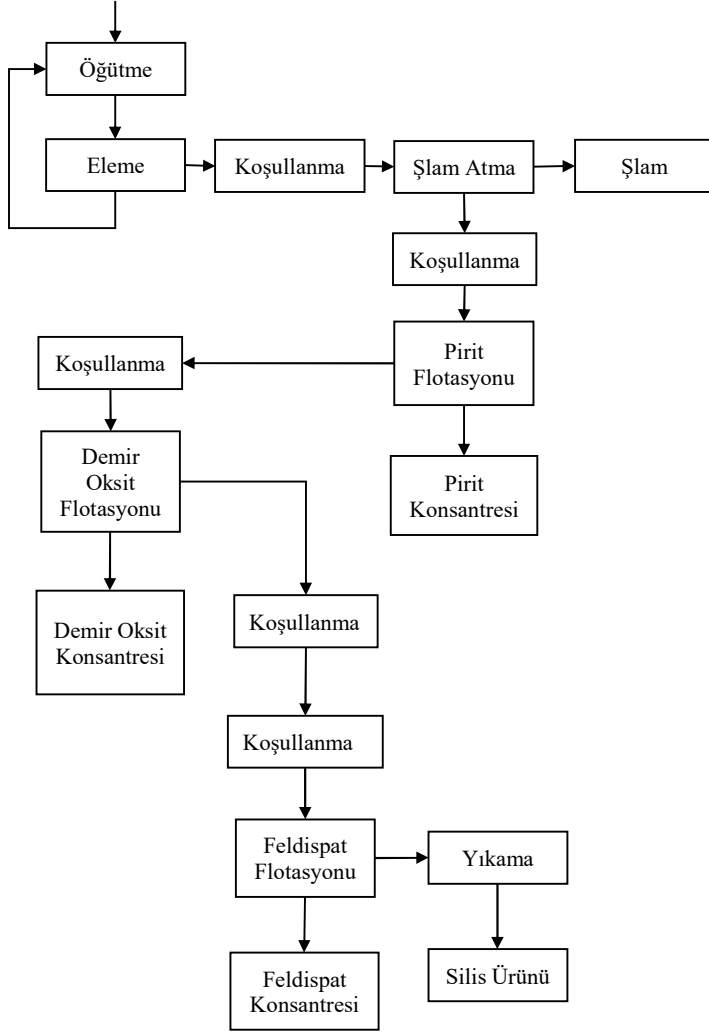 Öğütme
Eleme
Koşullanma
Şlam Atma
Şlam
Koşullanma
Pirit
Flotasyonu
Koşullanma
Demir
Oksit
Flotasyonu
Pirit
Konsantresi
Demir Oksit
Konsantresi
Koşullanma
Koşullanma
Feldispat
Flotasyonu
Yıkama
Feldispat
Konsantresi
Silis Ürünü